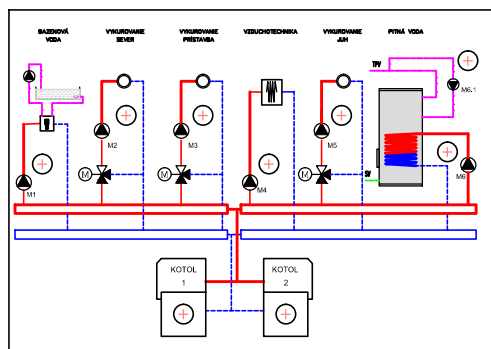 BAZENOVÁ
VODA
VYKUROVANIE
SEVER
VYKUROVANIE
PRÍSTAVBA
VZDUCHOTECHNIKA
VYKUROVANIE
JUH
PITNÁ VODA
TPV
M6.1
M2
M3
M5
M
M
M
M1
M4
SV
M6
KOTOL
1
KOTOL
2